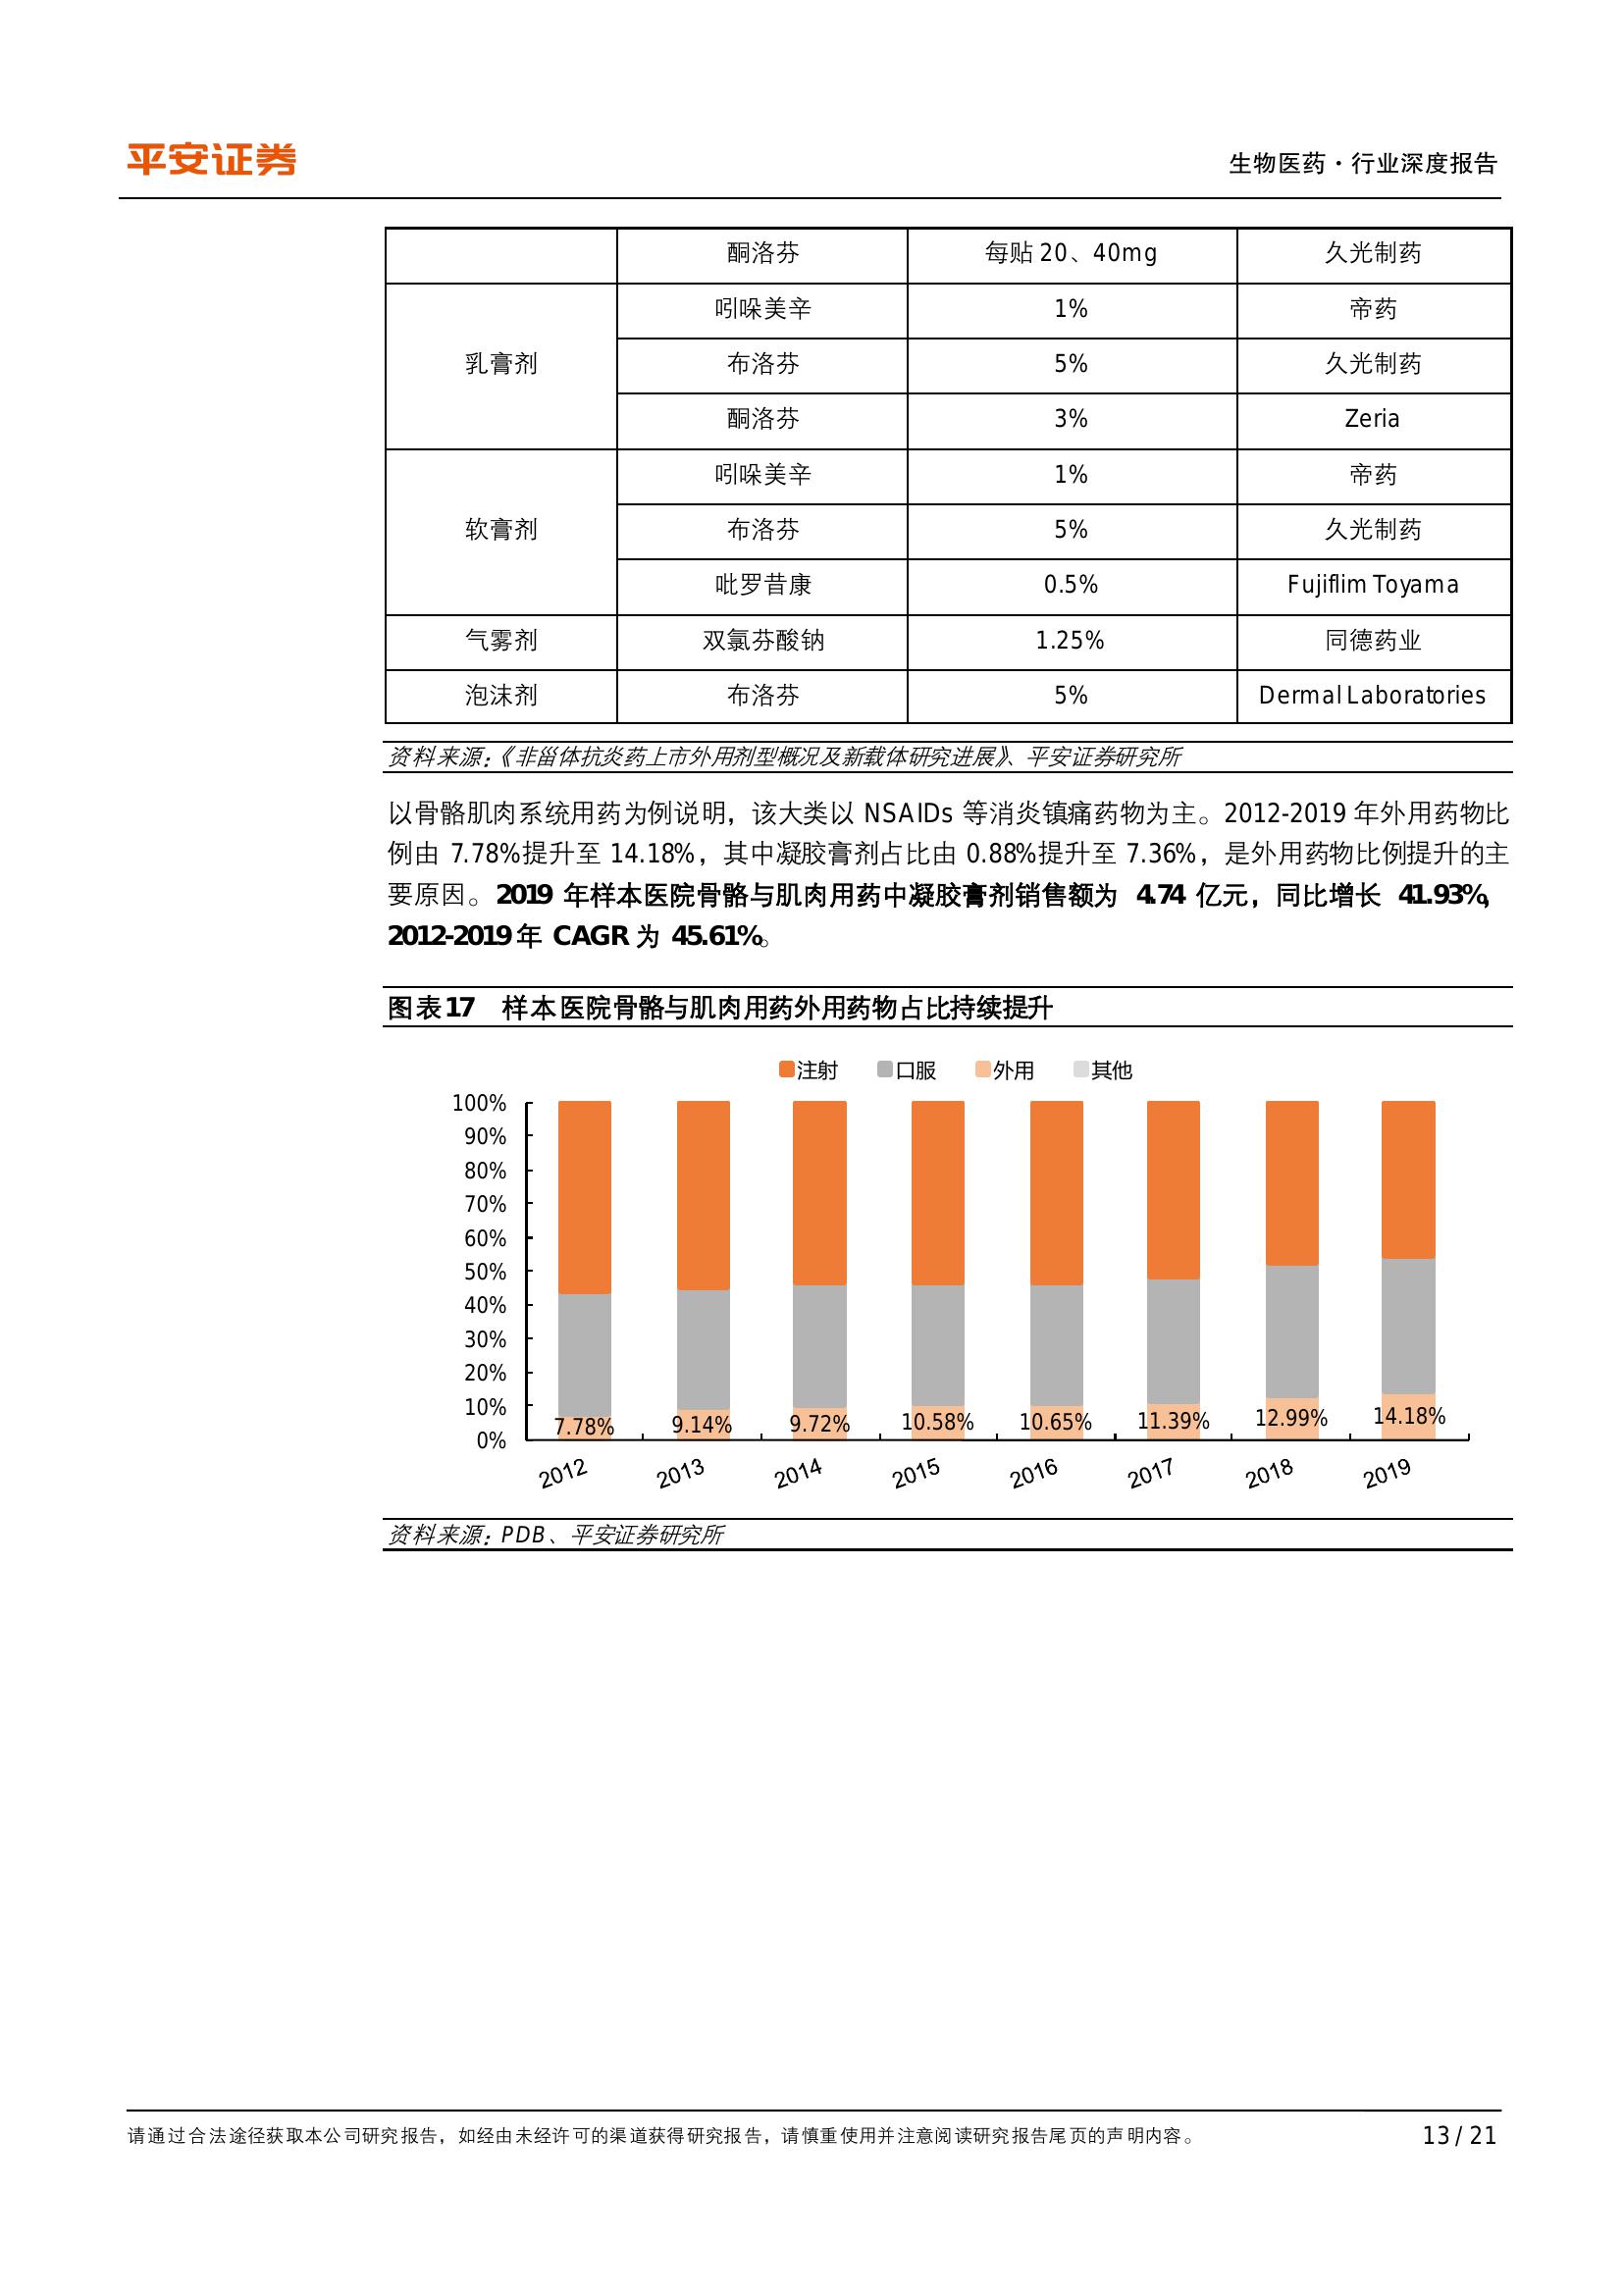 平安证券
生物医药·行业深度报告
酮洛芬 每贴 20、40mg 久光制药
乳膏剂 吲哚美辛 1% 帝药
布洛芬 5% 久光制药
酮洛芬 3% Zeria
软膏剂 吲哚美辛 1% 帝药
布洛芬 5% 久光制药
吡罗昔康 0.5% Fujiflim Toyama
气雾剂 双氯芬酸钠 1.25% 同德药业
泡沫剂 布洛芬 5% Dermal Laboratories
资料来源：《非甾体抗炎药上市外用剂型概况及新载体研究进展》、平安证券研究所
以骨骼肌肉系统用药为例说明，该大类以 NSAIDs 等消炎镇痛药物为主。2012-2019 年外用药物比
例由 7.78%提升至 14.18%，其中凝胶膏剂占比由 0.88%提升至 7.36%，是外用药物比例提升的主
要原因。2019 年样本医院骨骼与肌肉用药中凝胶膏剂销售额为 4.74 亿元，同比增长 41.93%，
2012-2019 年 CAGR 为 45.61%。
图表17 样本医院骨骼与肌肉用药外用药物占比持续提升
注射 口服 外用 其他
100%
90%
80%
70%
60%
50%
40%
30%
20%
10%
0%
7.78% 9.14% 9.72% 10.58% 10.65% 11.39% 12.99% 14.18%
2012 2013 2014 2015 2016 2017 2018 2019
资料来源：PDB、平安证券研究所
请通过合法途径获取本公司研究报告，如经由未经许可的渠道获得研究报告，请慎重使用并注意阅读研究报告尾页的声明内容。
13 / 21